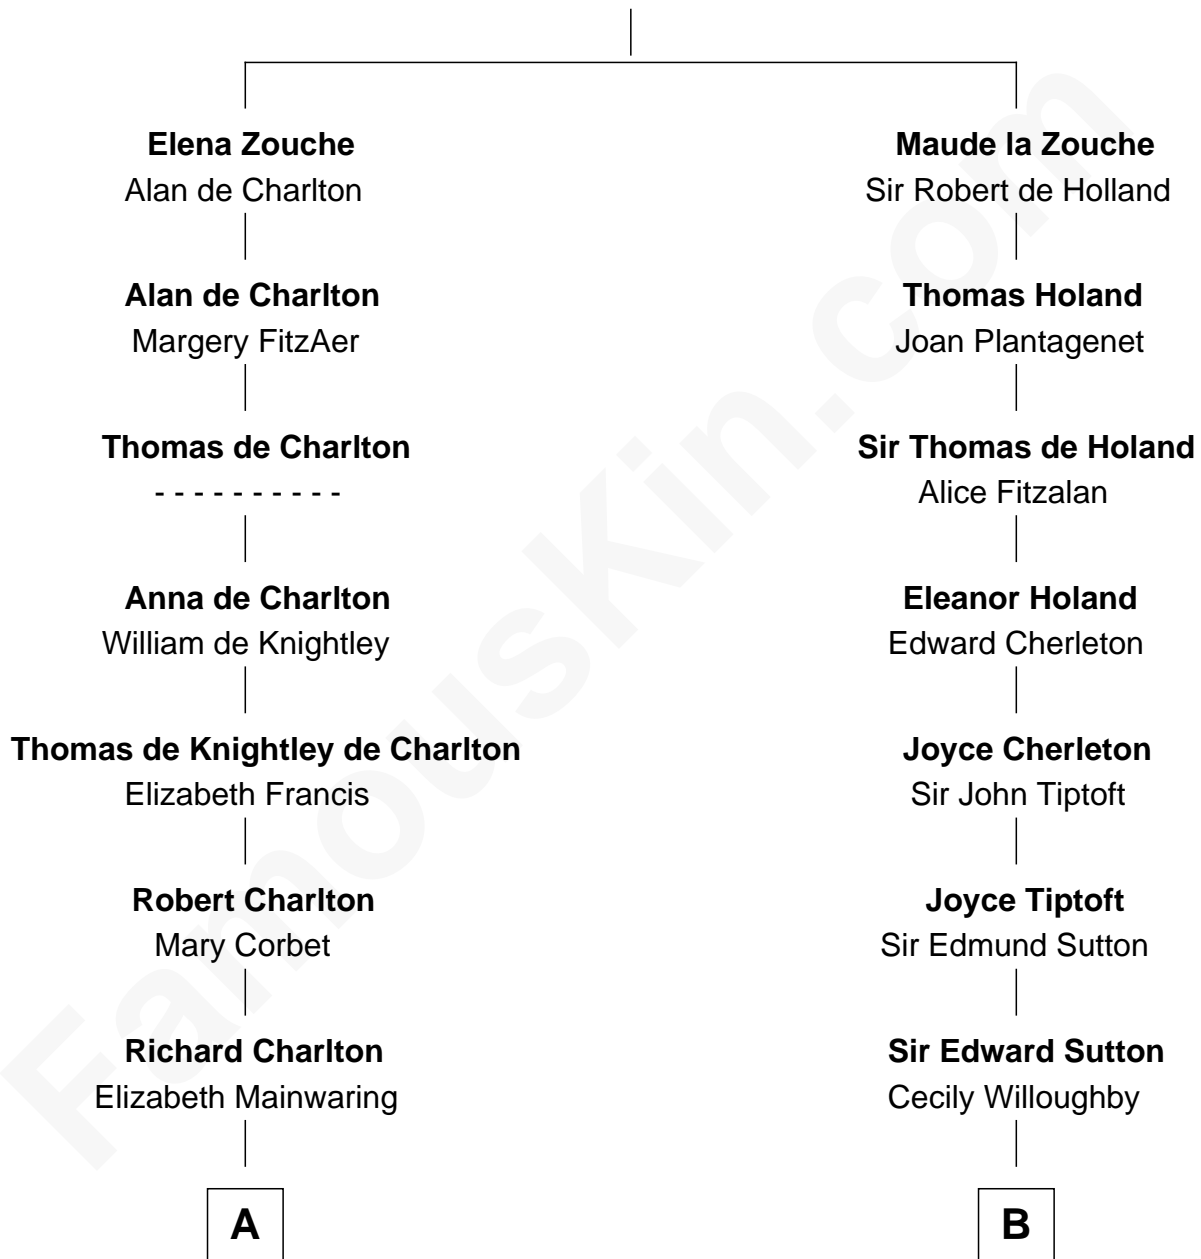 Elena Zouche
Alan de Charlton
Alan de Charlton
Margery FitzAer
Thomas de Charlton
- - - - - - - - - -
Anna de Charlton
William de Knightley
Thomas de Knightley de Charlton
Elizabeth Francis
Robert Charlton
Mary Corbet
Richard Charlton
Elizabeth Mainwaring
A
Maude la Zouche
Sir Robert de Holland
Thomas Holand
Joan Plantagenet
Sir Thomas de Holand
Alice Fitzalan
Eleanor Holand
Edward Cherleton
Joyce Cherleton
Sir John Tiptoft
Joyce Tiptoft
Sir Edmund Sutton
Sir Edward Sutton
Cecily Willoughby
B
FamousKin.com